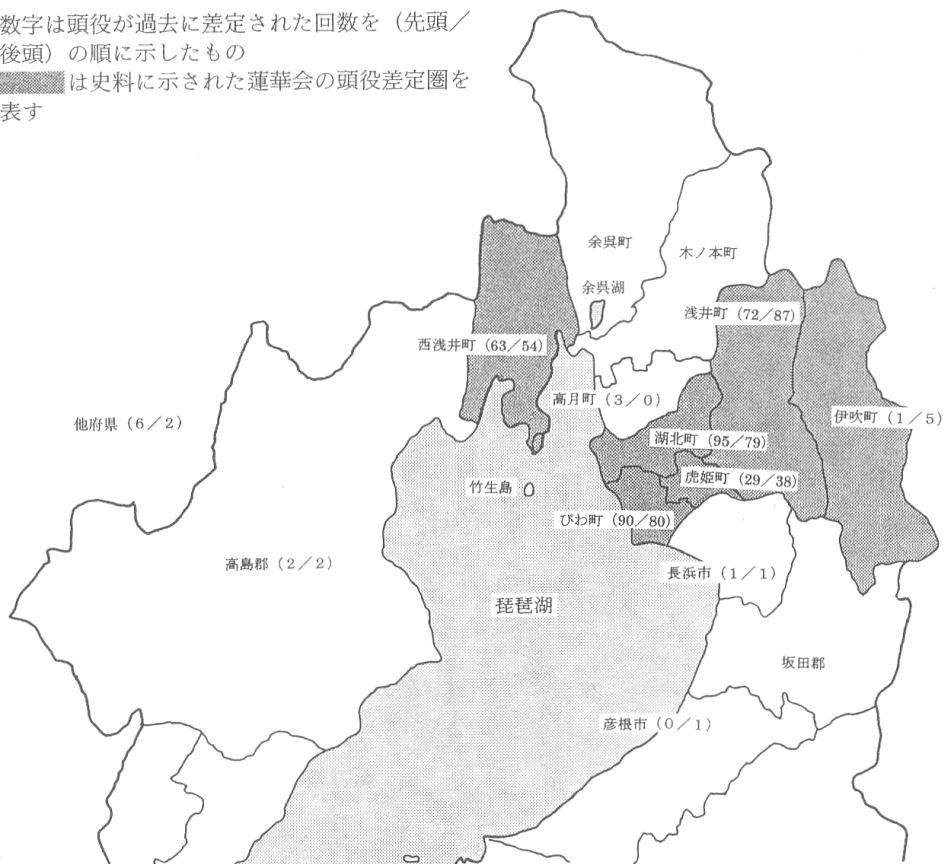 数字は頭役が過去に差定された回数を（先頭／
後頭）の順に示したもの
は史料に示された蓮華会の頭役差定圏を
表す
余呉町
木ノ本町
余呉湖
浅井町（72／87）
西浅井町（63／54）
高月町（3／0）
他府県（6／2）
伊吹町（1／5）
湖北町（95／79）
虎姫町（29／38）
竹生島
びわ町（90／80）
高島郡（2／2）
長浜市（1／1）
琵琶湖
坂田郡
彦根市（0／1）